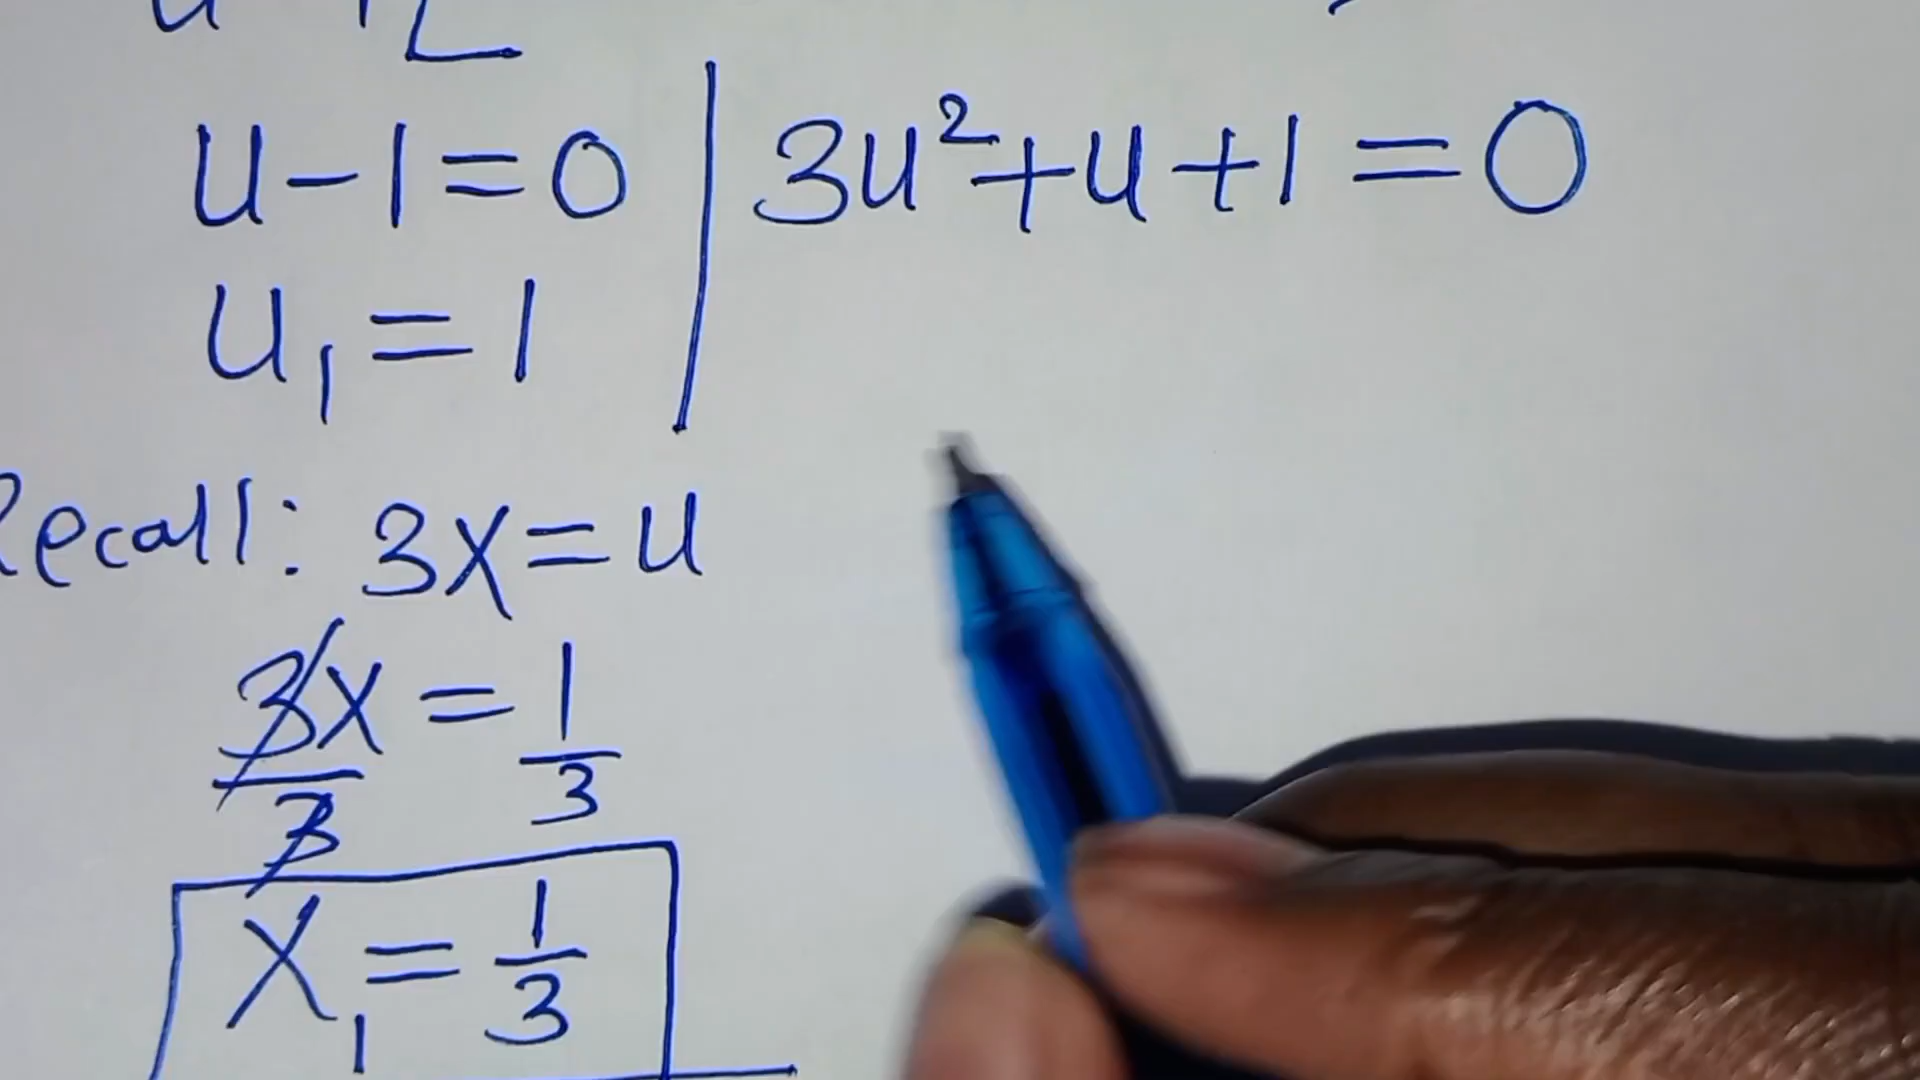 u-1=0 | 3u²+u+1=0
u₁=1
Recall: 3x=u
3x/3 = 1/3
x₁ = 1/3